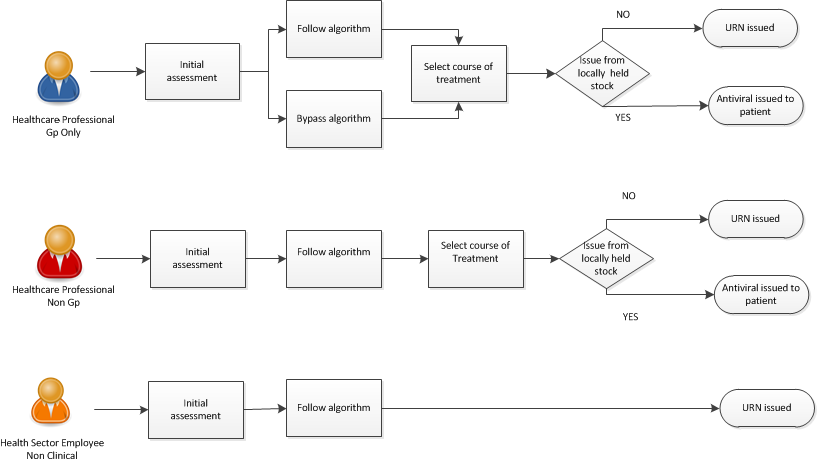 Healthcare Professional
Gp Only
Initial
assessment
Follow algorithm
Bypass algorithm
Select course of
treatment
Issue from
locally held
stock
NO
URN issued
YES
Antiviral issued to
patient
Healthcare Professional
Non Gp
Initial
assessment
Follow algorithm
Select course of
Treatment
Issue from
locally held
stock
NO
URN issued
YES
Antiviral issued to
patient
Health Sector Employee
Non Clinical
Initial
assessment
Follow algorithm
URN issued